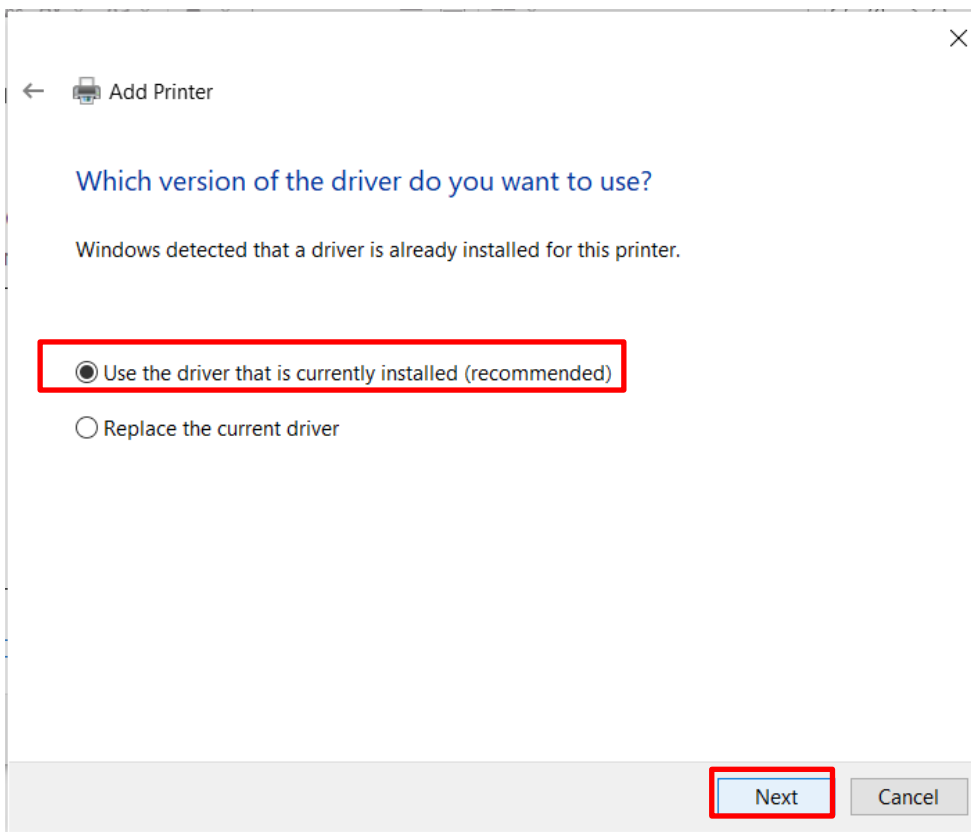 Add Printer
Which version of the driver do you want to use?
Windows detected that a driver is already installed for this printer.
Use the driver that is currently installed (recommended)
Replace the current driver
Next
Cancel